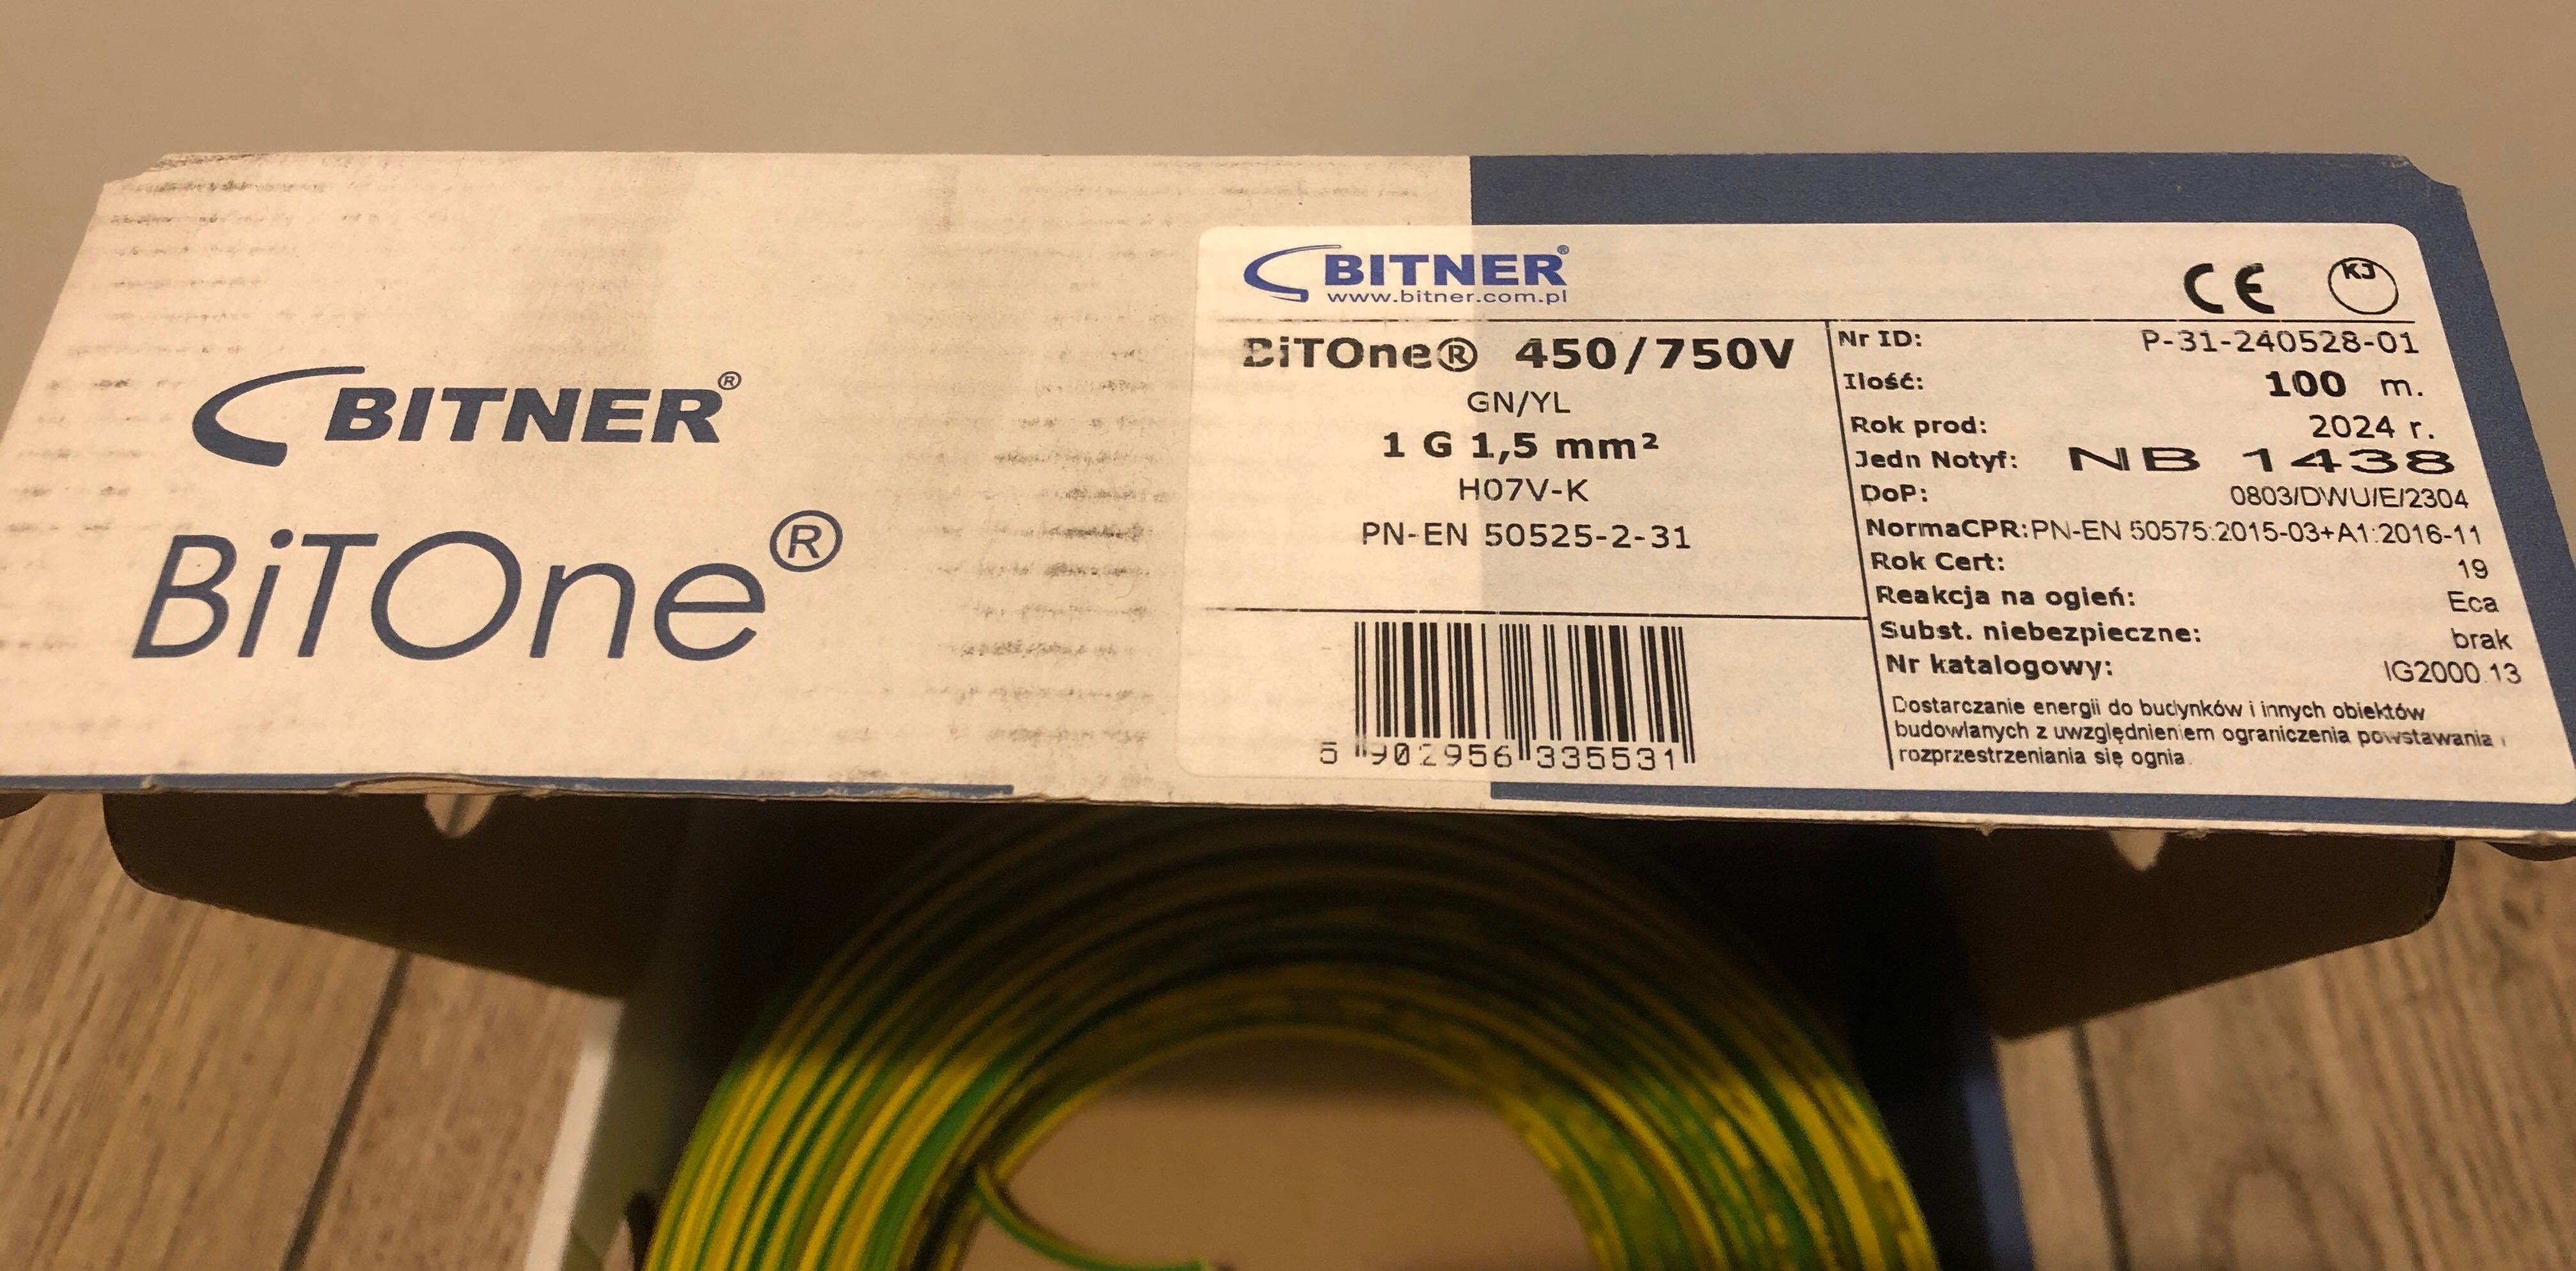 BITNER®
BiTOne®
BITNER®
www.bitner.com.pl
CE KJ
BiTOne® 450/750V
GN/YL
1 G 1,5 mm²
H07V-K
PN-EN 50525-2-31
5 902956 335531
Nr ID: P-31-240528-01
Ilość: 100 m.
Rok prod: 2024 r.
Jedn Notyf: NB 1438
DoP: 0803/DWU/E/2304
NormaCPR:PN-EN 50575:2015-03+A1:2016-11
Rok Cert: 19
Reakcja na ogień: Eca
Subst. niebezpieczne: brak
Nr katalogowy: IG2000.13
Dostarczanie energii do budynków i innych obiektów
budowlanych z uwzględnieniem ograniczenia powstawania i
rozprzestrzeniania się ognia.